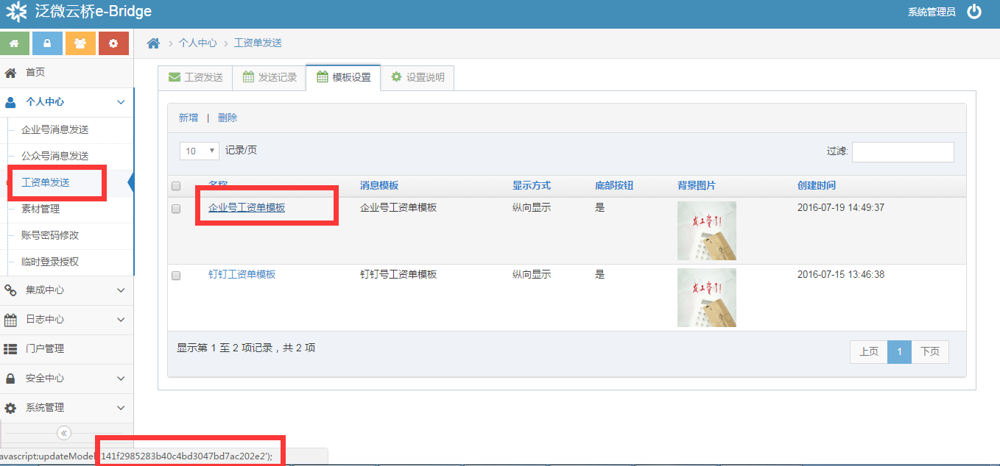 泛微云桥e-Bridge
系统管理员
个人中心 > 工资单发送
首页
个人中心
企业号消息发送
公众号消息发送
工资单发送
素材管理
账号密码修改
临时登录授权
集成中心
日志中心
门户管理
安全中心
系统管理
工资发送 发送记录 模板设置 设置说明
新增 | 删除
10 记录/页
过滤:
名称 消息模板 显示方式 底部按钮 背景图片 创建时间
企业号工资单模板 企业号工资单模板 纵向显示 是 发工资了! 2016-07-19 14:49:37
钉钉工资单模板 钉钉号工资单模板 纵向显示 是 发工资了! 2016-07-15 13:46:38
显示第 1 至 2 项记录，共 2 项
上页 1 下页
avascript:updateModel('141f2985283b40c4bd3047bd7ac202e2');